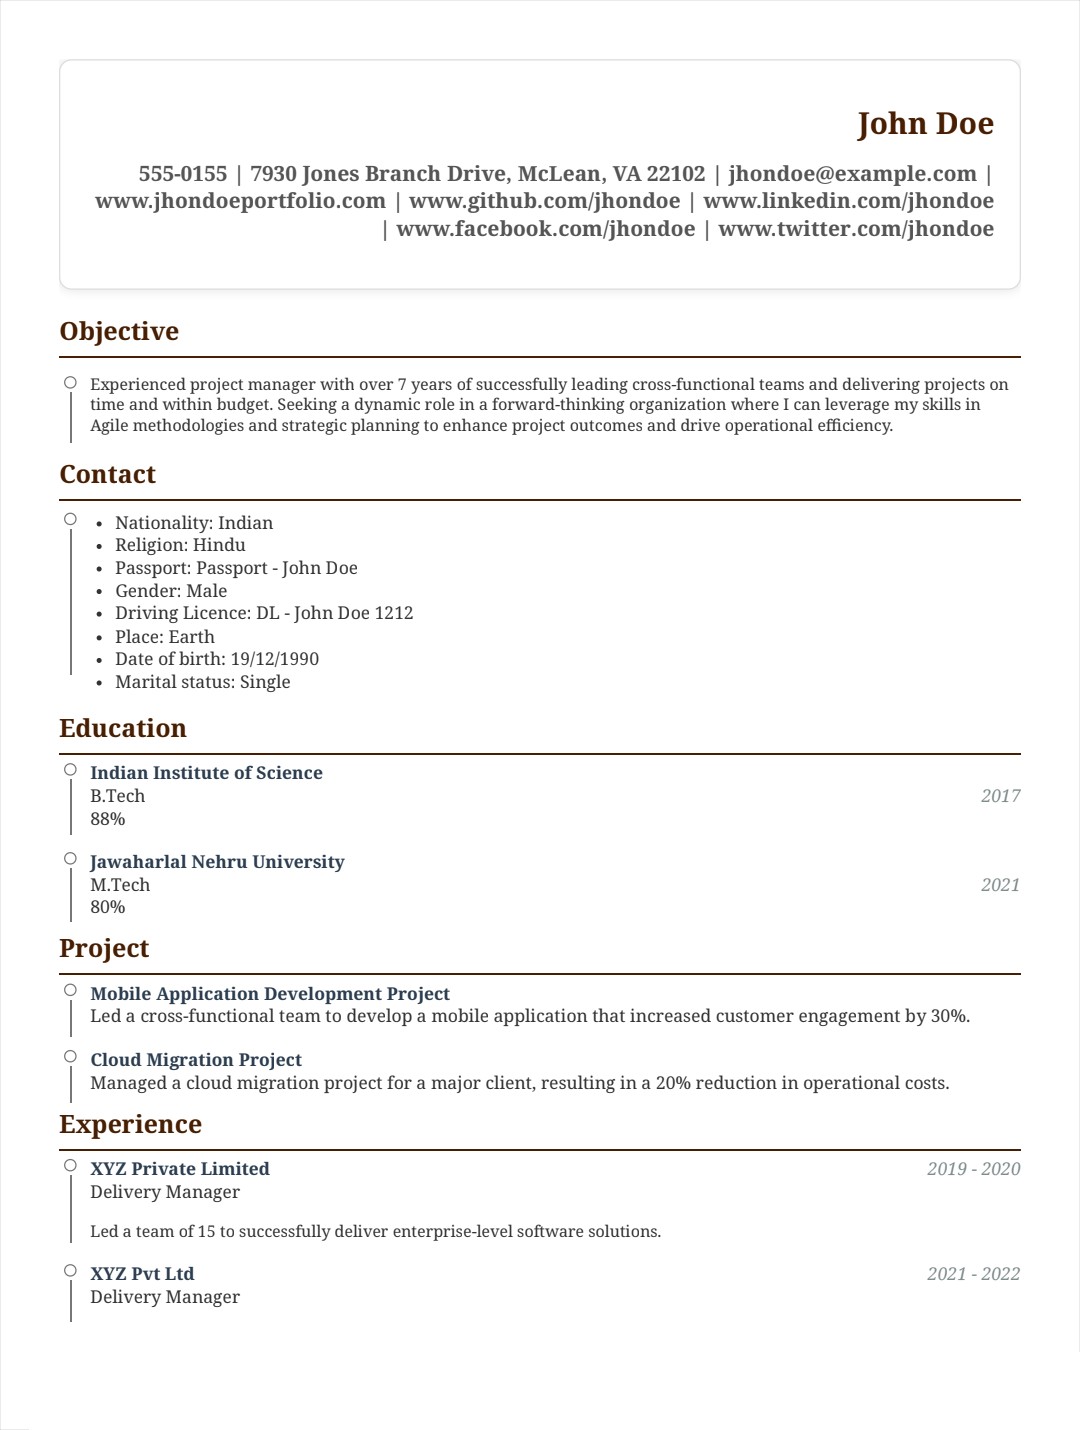 John Doe
555-0155 | 7930 Jones Branch Drive, McLean, VA 22102 | jhondoe@example.com |
www.jhondoeportfolio.com | www.github.com/jhondoe | www.linkedin.com/jhondoe
| www.facebook.com/jhondoe | www.twitter.com/jhondoe
Objective
Experienced project manager with over 7 years of successfully leading cross-functional teams and delivering projects on
time and within budget. Seeking a dynamic role in a forward-thinking organization where I can leverage my skills in
Agile methodologies and strategic planning to enhance project outcomes and drive operational efficiency.
Contact
• Nationality: Indian
• Religion: Hindu
• Passport: Passport - John Doe
• Gender: Male
• Driving Licence: DL - John Doe 1212
• Place: Earth
• Date of birth: 19/12/1990
• Marital status: Single
Education
Indian Institute of Science
B.Tech 2017
88%
Jawaharlal Nehru University
M.Tech 2021
80%
Project
Mobile Application Development Project
Led a cross-functional team to develop a mobile application that increased customer engagement by 30%.
Cloud Migration Project
Managed a cloud migration project for a major client, resulting in a 20% reduction in operational costs.
Experience
XYZ Private Limited 2019 - 2020
Delivery Manager
Led a team of 15 to successfully deliver enterprise-level software solutions.
XYZ Pvt Ltd 2021 - 2022
Delivery Manager